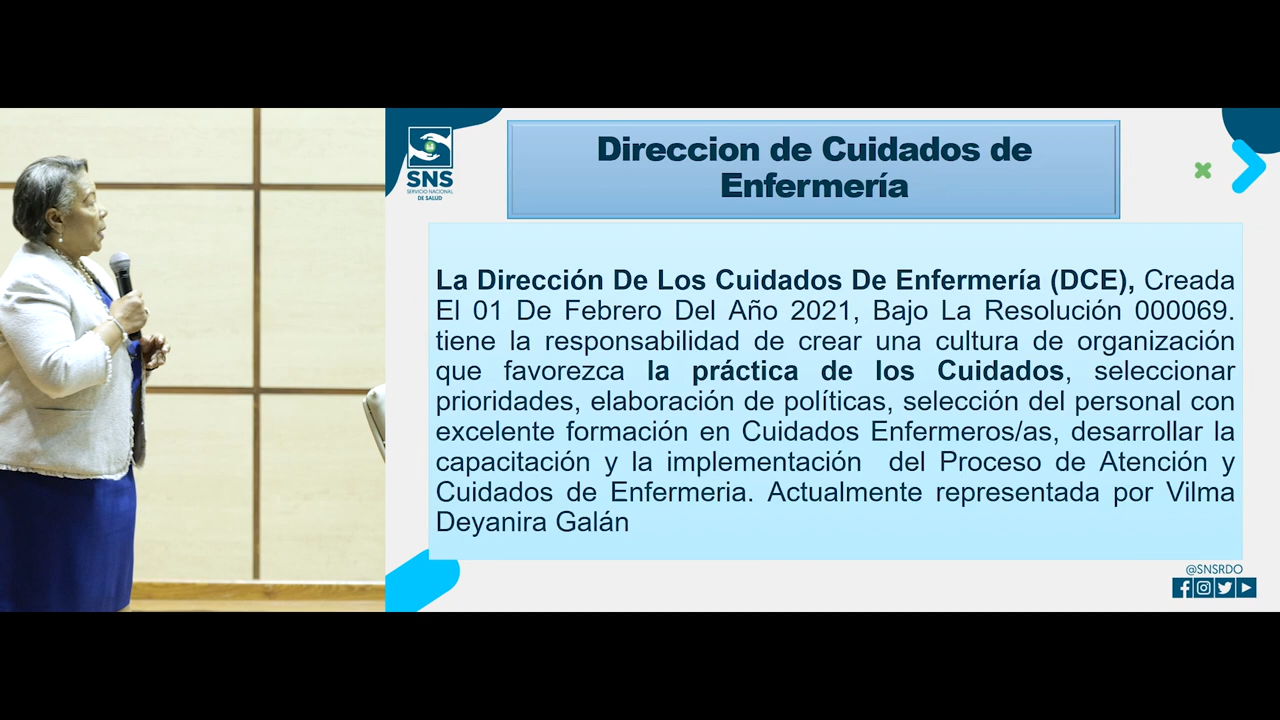 SNS
SERVICIO NACIONAL
DE SALUD
Direccion de Cuidados de
Enfermería
La Dirección De Los Cuidados De Enfermería (DCE), Creada
El 01 De Febrero Del Año 2021, Bajo La Resolución 000069.
tiene la responsabilidad de crear una cultura de organización
que favorezca la práctica de los Cuidados, seleccionar
prioridades, elaboración de políticas, selección del personal con
excelente formación en Cuidados Enfermeros/as, desarrollar la
capacitación y la implementación  del Proceso de Atención y
Cuidados de Enfermeria. Actualmente representada por Vilma
Deyanira Galán
@SNSRDO